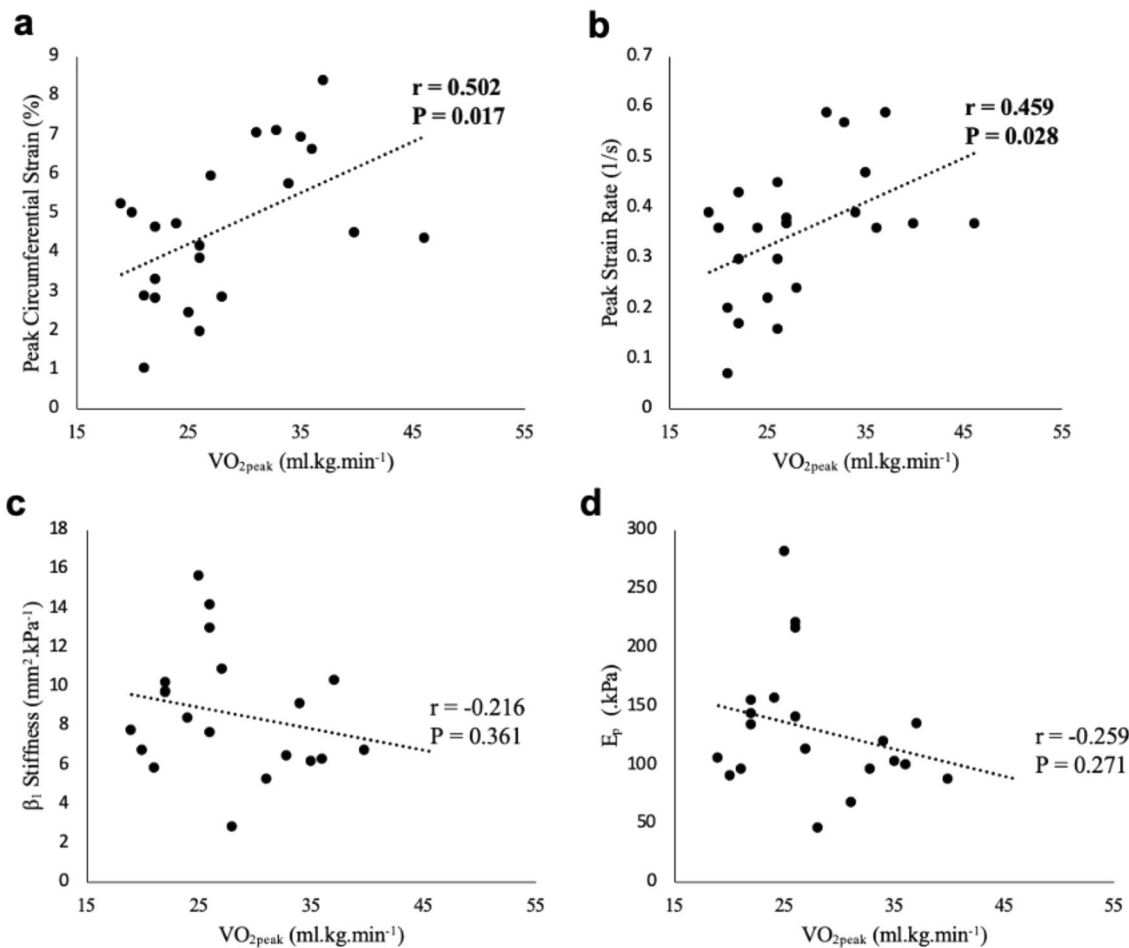 a
Peak Circumferential Strain (%)
9
8
7
6
5
4
3
2
1
0
15 25 35 45 55
VO₂peak (ml.kg.min⁻¹)
r = 0.502
P = 0.017
b
Peak Strain Rate (1/s)
0.7
0.6
0.5
0.4
0.3
0.2
0.1
0
15 25 35 45 55
VO₂peak (ml.kg.min⁻¹)
r = 0.459
P = 0.028
c
β₁ Stiffness (mm².kPa⁻¹)
18
16
14
12
10
8
6
4
2
0
15 25 35 45 55
VO₂peak (ml.kg.min⁻¹)
r = -0.216
P = 0.361
d
Eₚ (.kPa)
300
250
200
150
100
50
0
15 25 35 45 55
VO₂peak (ml.kg.min⁻¹)
r = -0.259
P = 0.271